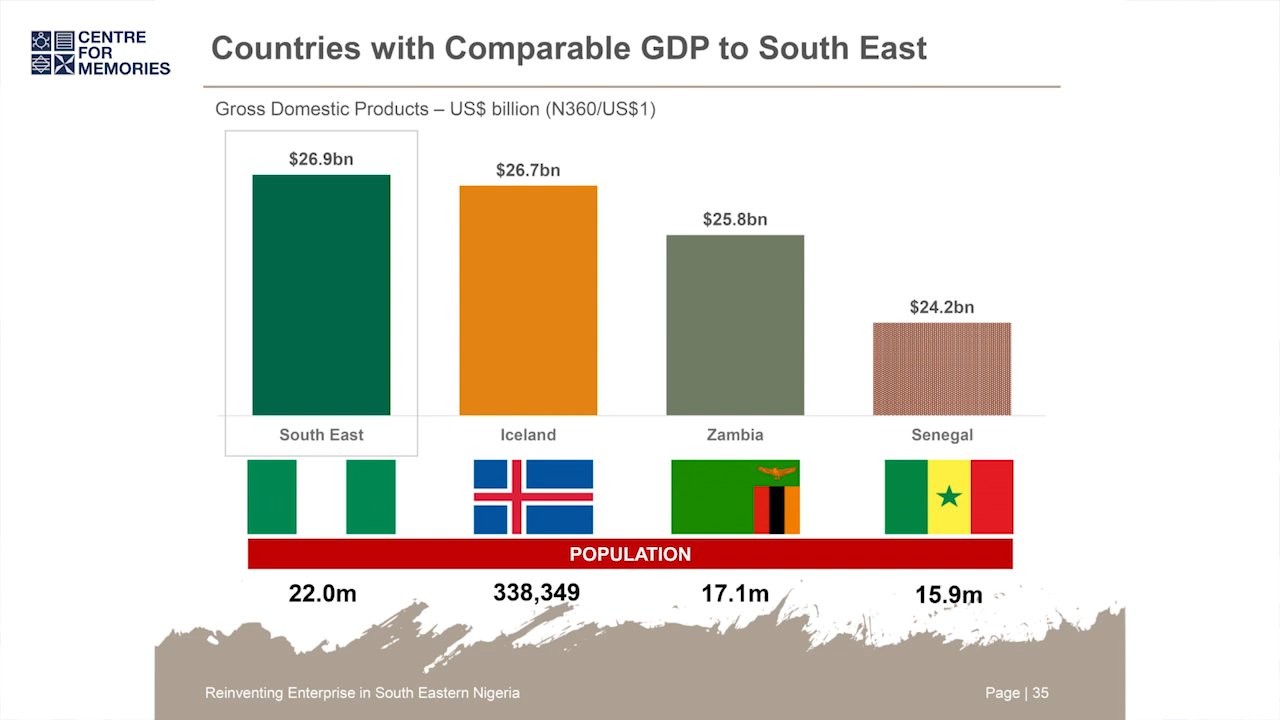 CENTRE
FOR
MEMORIES
Countries with Comparable GDP to South East
Gross Domestic Products – US$ billion (N360/US$1)
$26.9bn
$26.7bn
$25.8bn
$24.2bn
South East
Iceland
Zambia
Senegal
POPULATION
22.0m
338,349
17.1m
15.9m
Reinventing Enterprise in South Eastern Nigeria
Page | 35